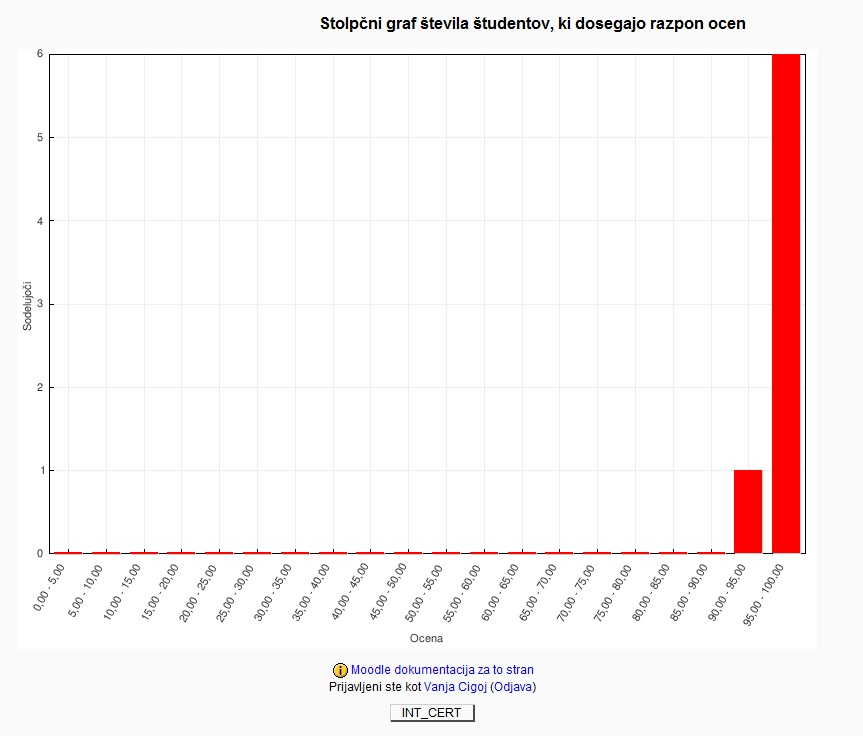 Stolpčni graf števila študentov, ki dosegajo razpon ocen
6
5
4
3
2
1
0
Sodelujoči
0,00 - 5,00
5,00 - 10,00
10,00 - 15,00
15,00 - 20,00
20,00 - 25,00
25,00 - 30,00
30,00 - 35,00
35,00 - 40,00
40,00 - 45,00
45,00 - 50,00
50,00 - 55,00
55,00 - 60,00
60,00 - 65,00
65,00 - 70,00
70,00 - 75,00
75,00 - 80,00
80,00 - 85,00
85,00 - 90,00
90,00 - 95,00
95,00 - 100,00
Ocena
Moodle dokumentacija za to stran
Prijavljeni ste kot Vanja Cigoj (Odjava)
INT_CERT